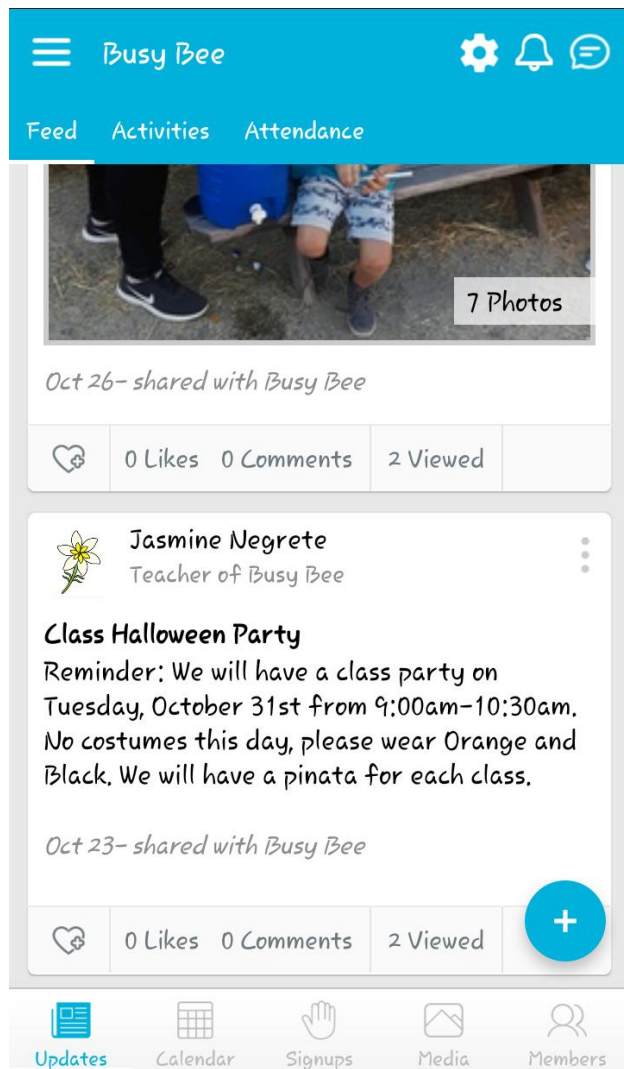 Busy Bee
Feed Activities Attendance
7 Photos
Oct 26- shared with Busy Bee
0 Likes 0 Comments 2 Viewed
Jasmine Negrete
Teacher of Busy Bee
Class Halloween Party
Reminder: We will have a class party on
Tuesday, October 31st from 9:00am-10:30am.
No costumes this day, please wear Orange and
Black. We will have a pinata for each class.
Oct 23- shared with Busy Bee
0 Likes 0 Comments 2 Viewed
+
Updates Calendar Signups Media Members